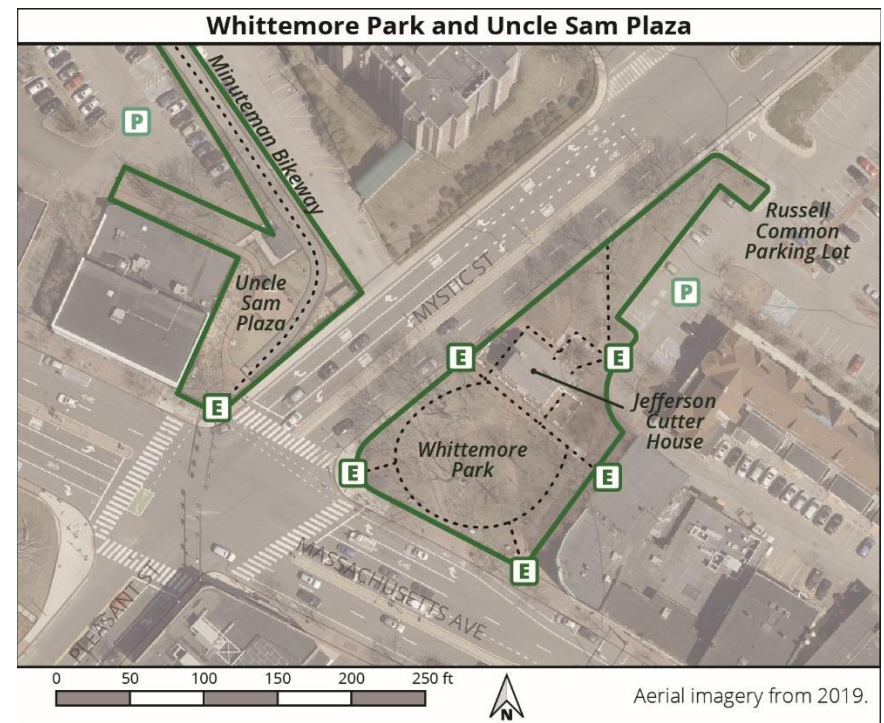 Whittemore Park and Uncle Sam Plaza
Minuteman Bikeway
P
Uncle
Sam
Plaza
MYSTIC ST
Russell
Common
Parking Lot
P
E
E
E
Jefferson
Cutter
House
Whittemore
Park
E
E
E
MASSACHUSETTS AVE
PLEASANT ST
0 50 100 150 200 250 ft
N
Aerial imagery from 2019.